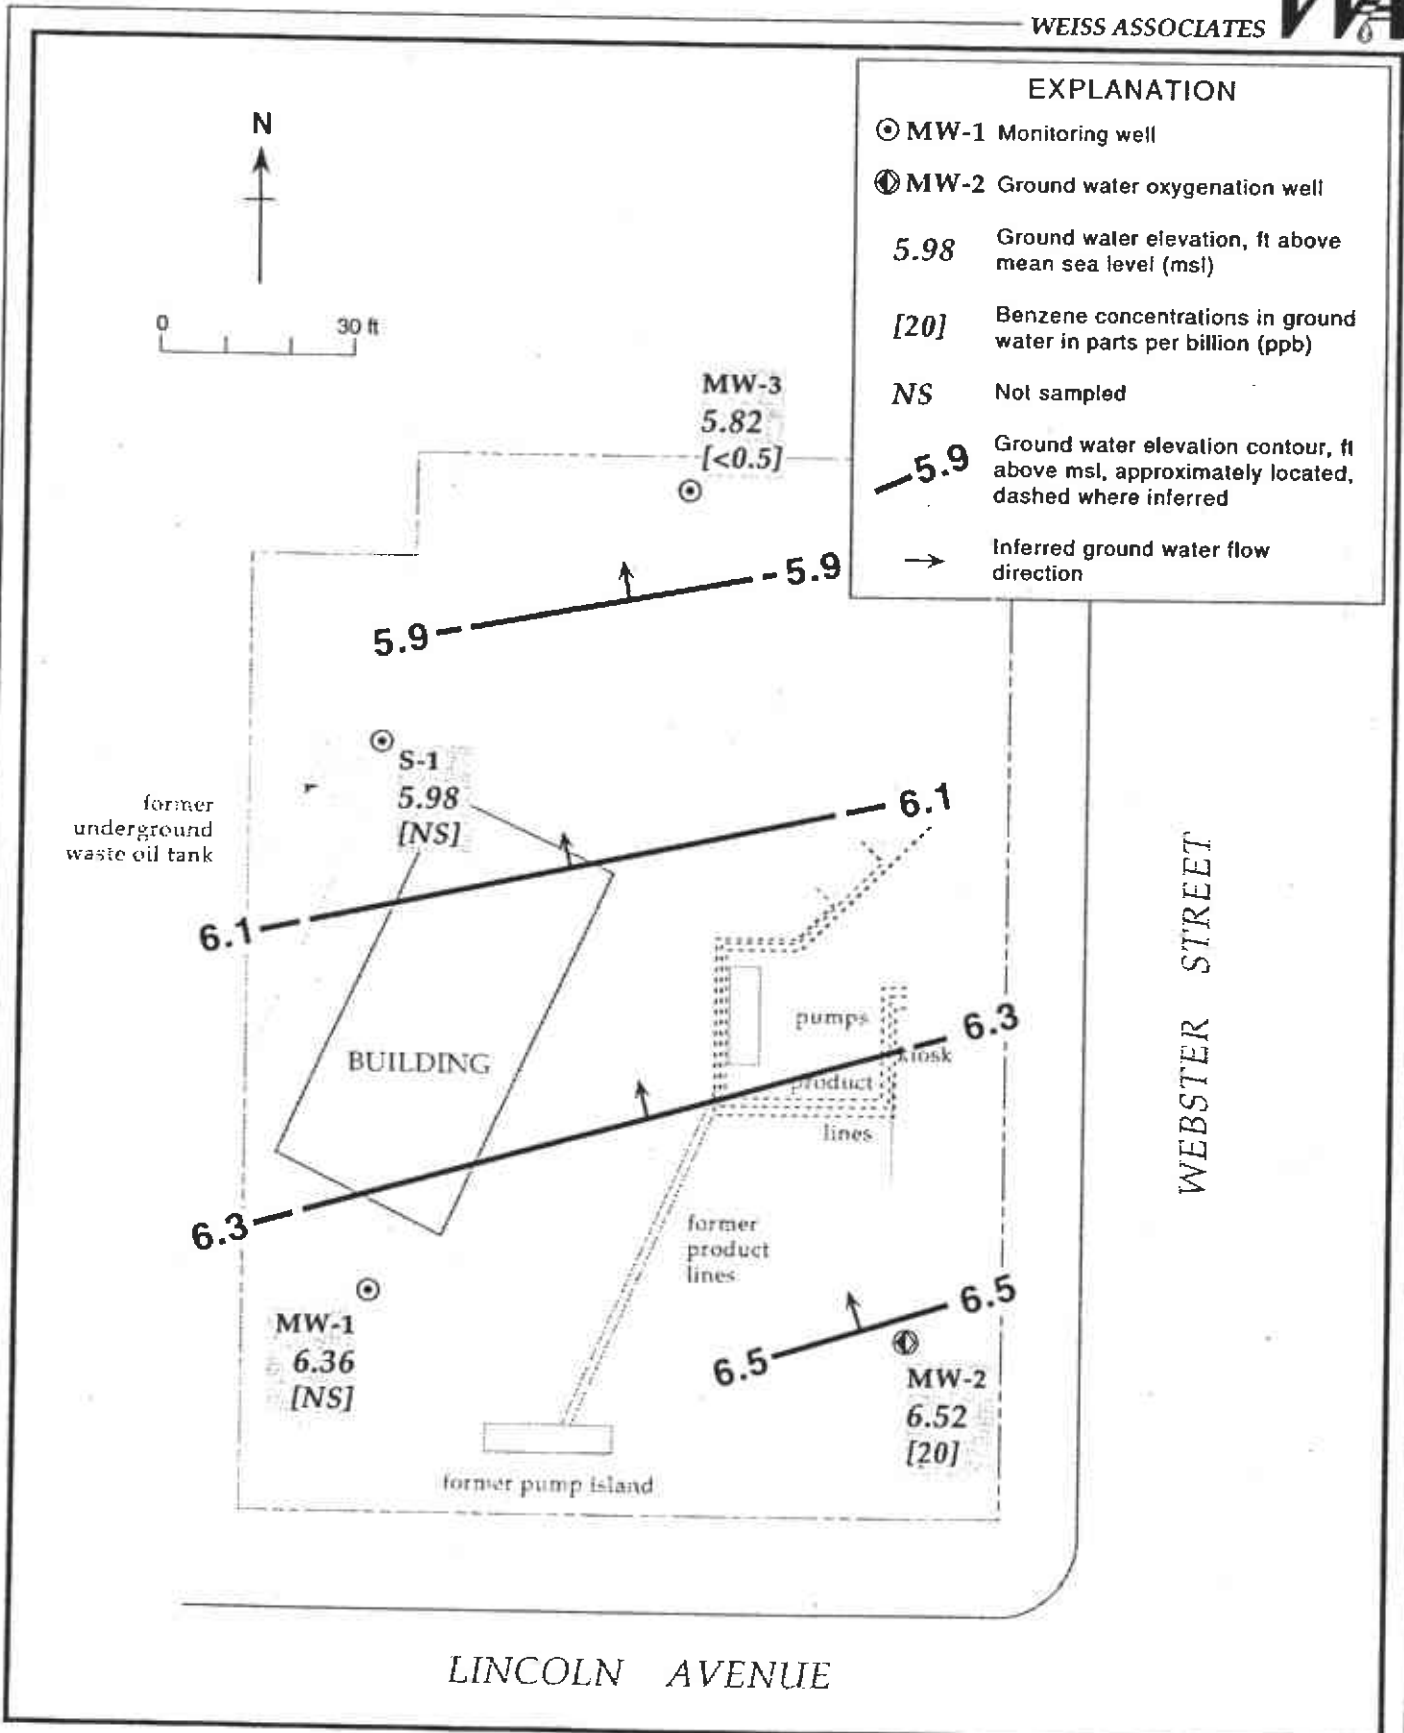 WEISS ASSOCIATES
EXPLANATION
MW-1 Monitoring well
MW-2 Ground water oxygenation well
5.98 Ground water elevation, ft above
mean sea level (msl)
[20] Benzene concentrations in ground
water in parts per billion (ppb)
NS Not sampled
5.9 Ground water elevation contour, ft
above msl, approximately located,
dashed where inferred
Inferred ground water flow
direction
N
0 30 ft
MW-3
5.82
[<0.5]
5.9
5.9
S-1
5.98
[NS]
former
underground
waste oil tank
6.1
6.1
BUILDING
pumps
6.3
kiosk
product
lines
6.3
former
product
lines
MW-1
6.36
[NS]
6.5
6.5
MW-2
6.52
[20]
former pump island
WEBSTER STREET
LINCOLN AVENUE